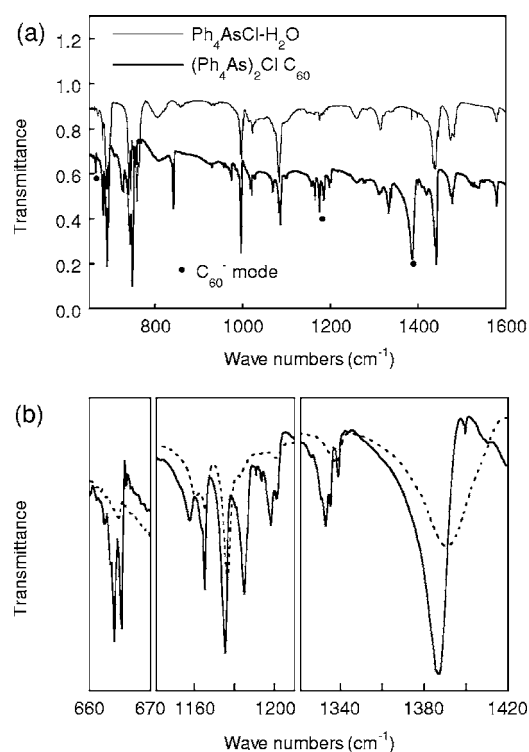 (a)
Ph₄AsCl-H₂O
(Ph₄As)₂Cl C₆₀
Transmittance
1.2
1.0
0.8
0.6
0.4
0.2
0.0
• C₆₀⁻ mode
800 1000 1200 1400 1600
Wave numbers (cm⁻¹)
(b)
Transmittance
660 670 1160 1200 1340 1380 1420
Wave numbers (cm⁻¹)